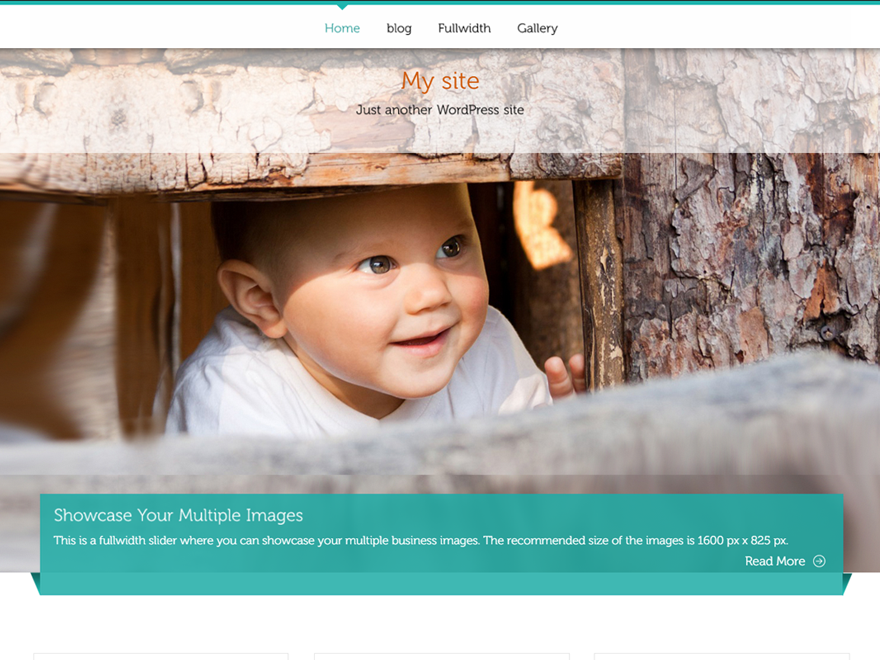 Home blog Fullwidth Gallery
My site
Just another WordPress site
Showcase Your Multiple Images
This is a fullwidth slider where you can showcase your multiple business images. The recommended size of the images is 1600 px x 825 px.
Read More